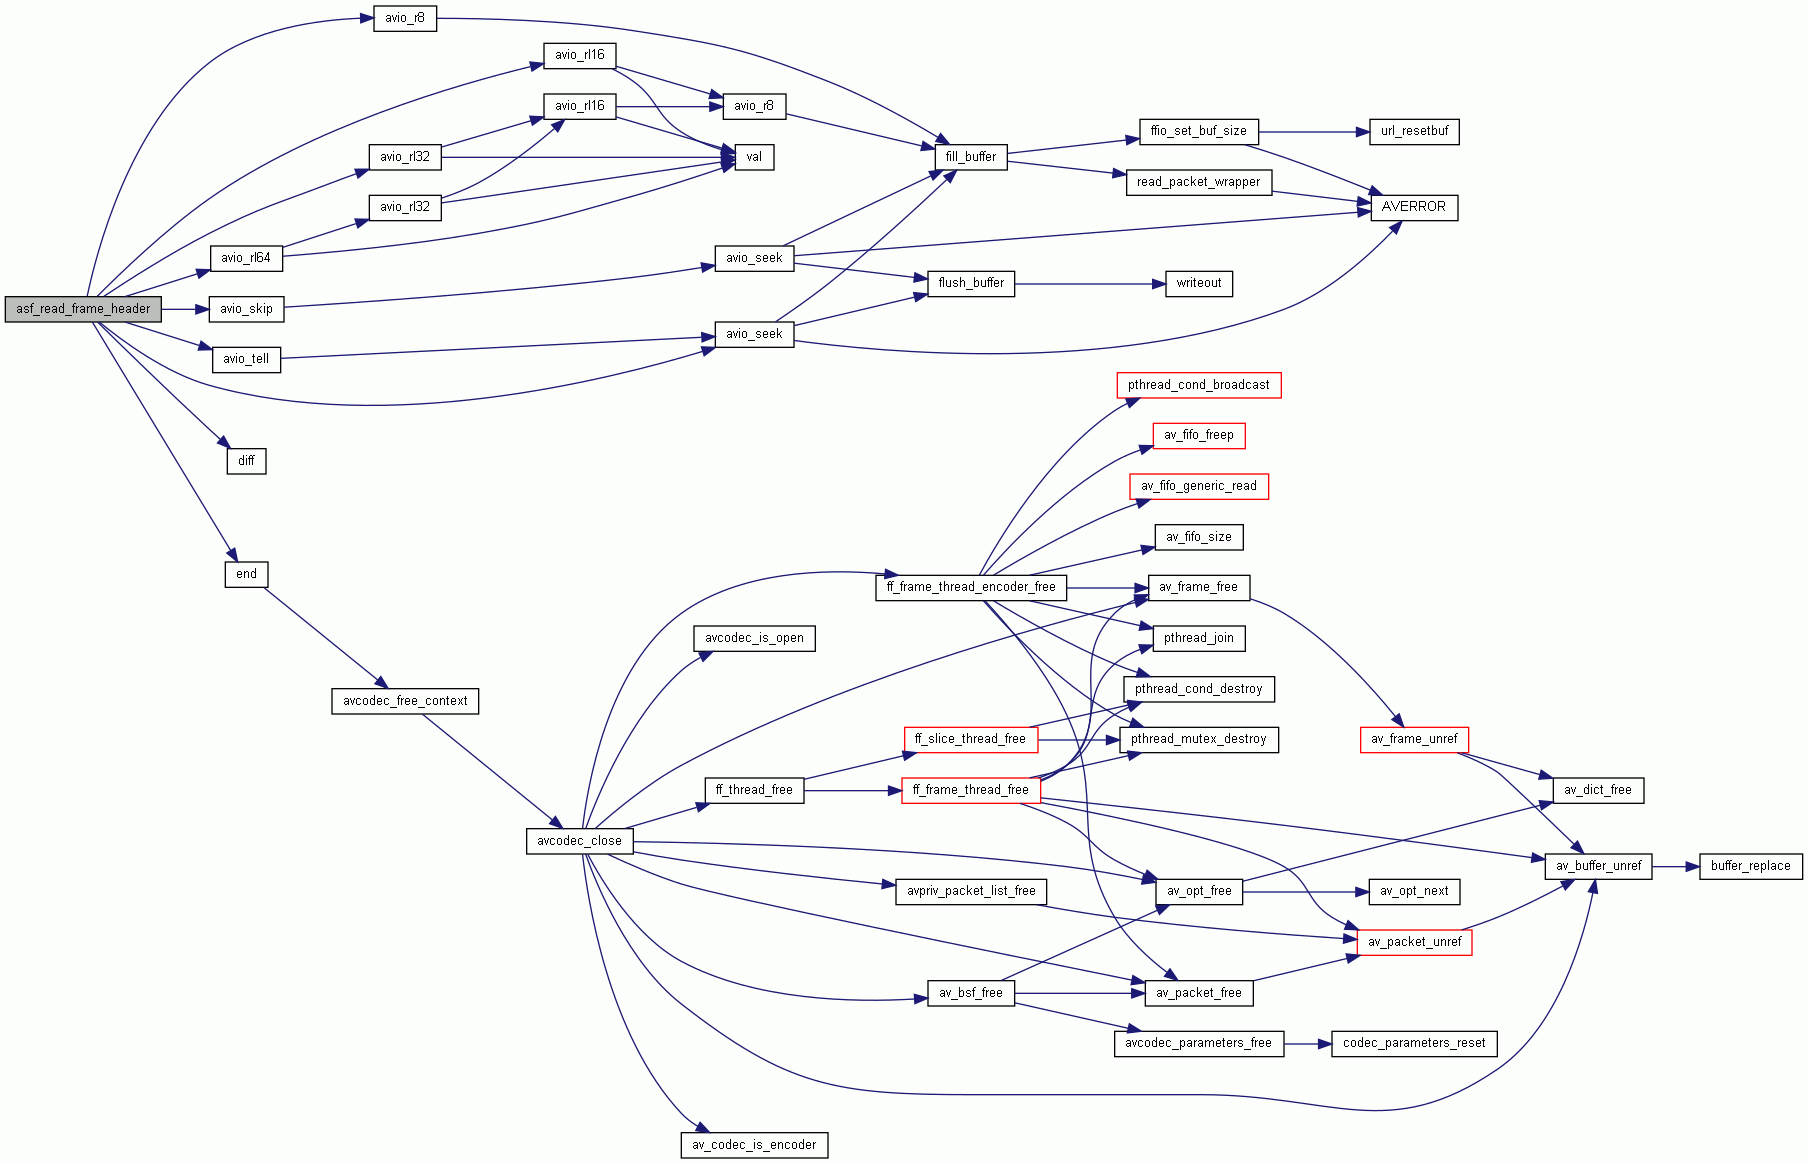 avio_r8
avio_rl16
avio_rl16
avio_r8
ffio_set_buf_size
url_resetbuf
avio_rl32
val
fill_buffer
read_packet_wrapper
avio_rl32
AVERROR
avio_rl64
avio_seek
flush_buffer
writeout
asf_read_frame_header
avio_skip
avio_seek
avio_tell
pthread_cond_broadcast
av_fifo_freep
diff
av_fifo_generic_read
av_fifo_size
end
ff_frame_thread_encoder_free
av_frame_free
avcodec_is_open
pthread_join
avcodec_free_context
pthread_cond_destroy
ff_slice_thread_free
pthread_mutex_destroy
av_frame_unref
ff_thread_free
ff_frame_thread_free
av_dict_free
avcodec_close
av_buffer_unref
buffer_replace
avpriv_packet_list_free
av_opt_free
av_opt_next
av_packet_unref
av_bsf_free
av_packet_free
avcodec_parameters_free
codec_parameters_reset
av_codec_is_encoder